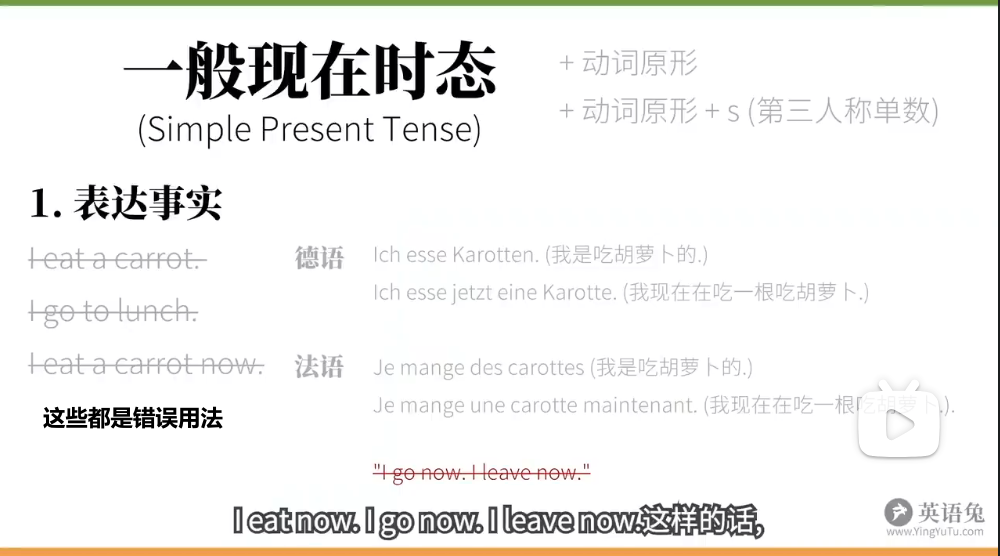 一般现在时态
(Simple Present Tense)
+ 动词原形
+ 动词原形 + s (第三人称单数)
1. 表达事实
I eat a carrot.
I go to lunch.
I eat a carrot now.
这些都是错误用法
德语
Ich esse Karotten. (我是吃胡萝卜的.)
Ich esse jetzt eine Karotte. (我现在在吃一根吃胡萝卜.)
法语
Je mange des carottes (我是吃胡萝卜的.)
Je mange une carotte maintenant. (我现在在吃一根吃胡萝卜.).
"I go now. I leave now."
I eat now. I go now. I leave now.这样的话,
英语兔
www.YingYuTu.com